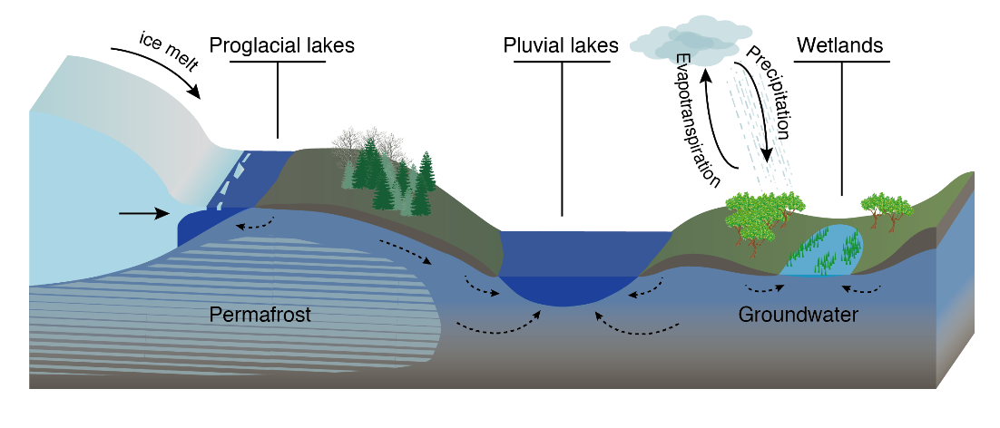 ice melt
Proglacial lakes
Pluvial lakes
Wetlands
Evapotranspiration
Precipitation
Permafrost
Groundwater